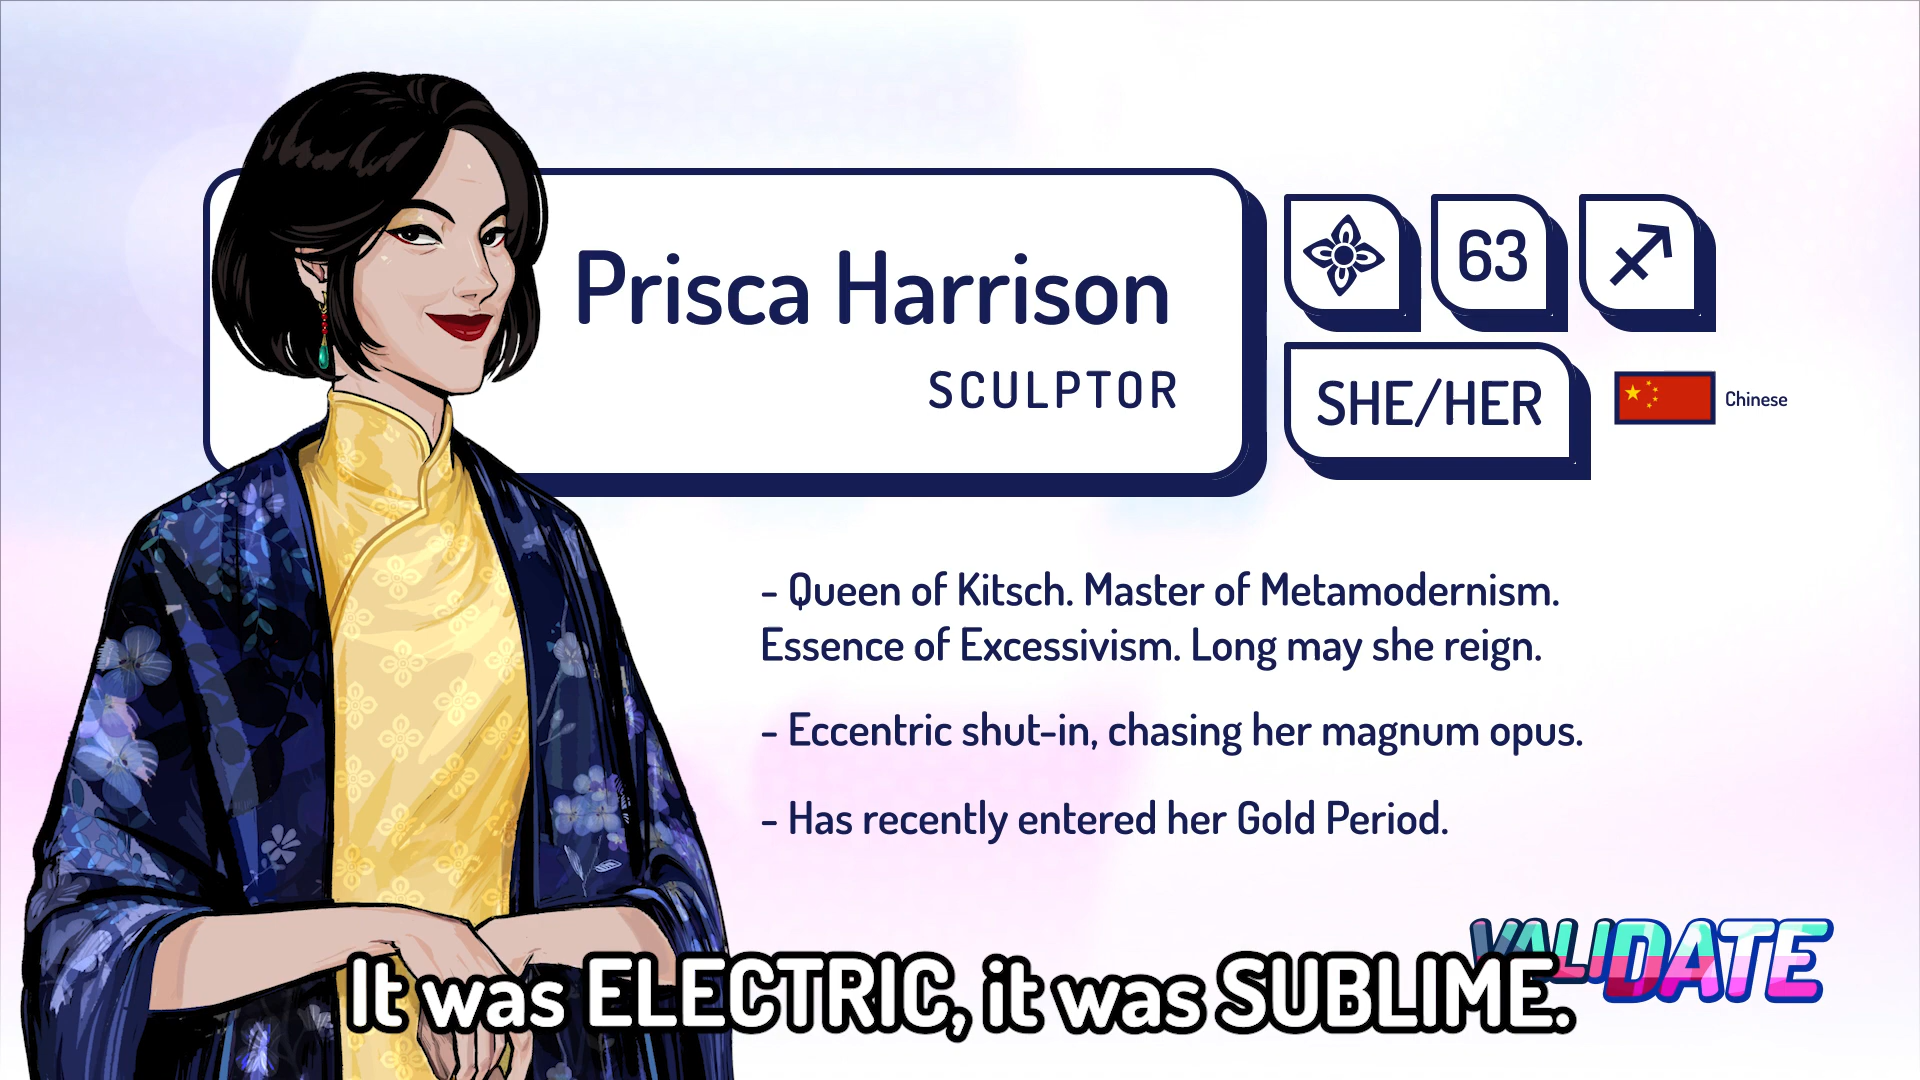 Prisca Harrison
SCULPTOR
63
SHE/HER
Chinese
- Queen of Kitsch. Master of Metamodernism.
Essence of Excessivism. Long may she reign.
- Eccentric shut-in, chasing her magnum opus.
- Has recently entered her Gold Period.
VALIDATE
It was ELECTRIC, it was SUBLIME.